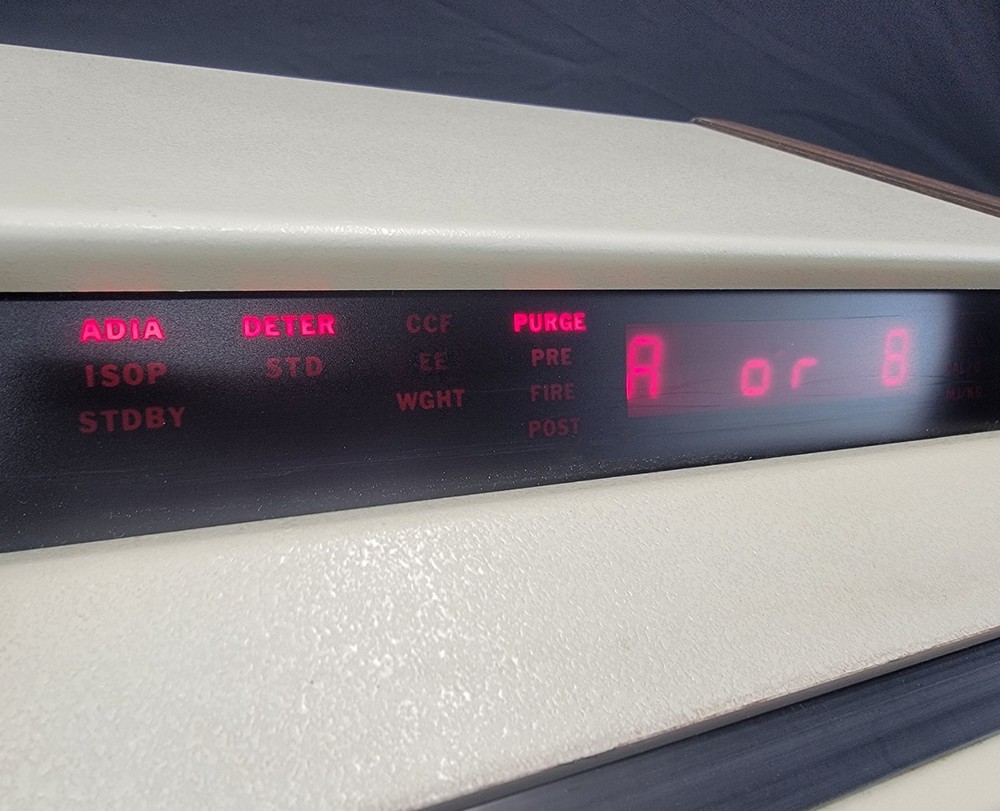 ADIA DETER CCF PURGE
ISOP STD EE PRE
STDBY WGHT FIRE
POST
A or B